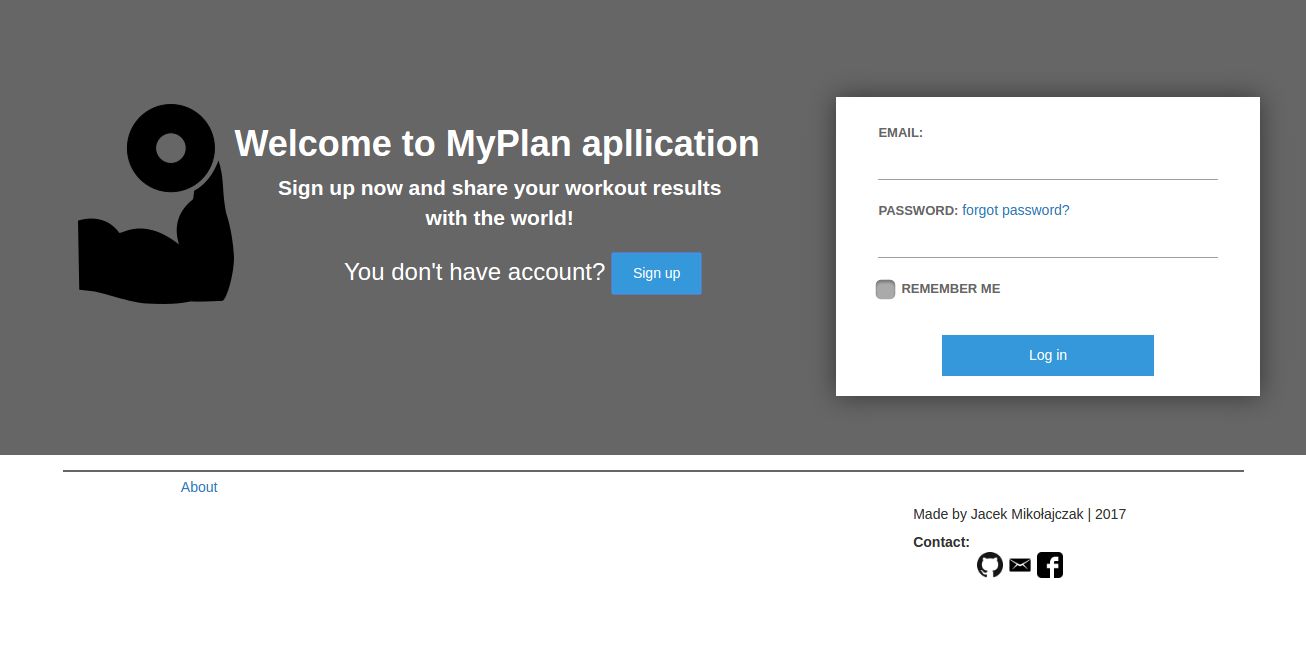 Welcome to MyPlan apllication
Sign up now and share your workout results
with the world!
You don't have account? Sign up
EMAIL:
PASSWORD: forgot password?
REMEMBER ME
Log in
About
Made by Jacek Mikołajczak | 2017
Contact: